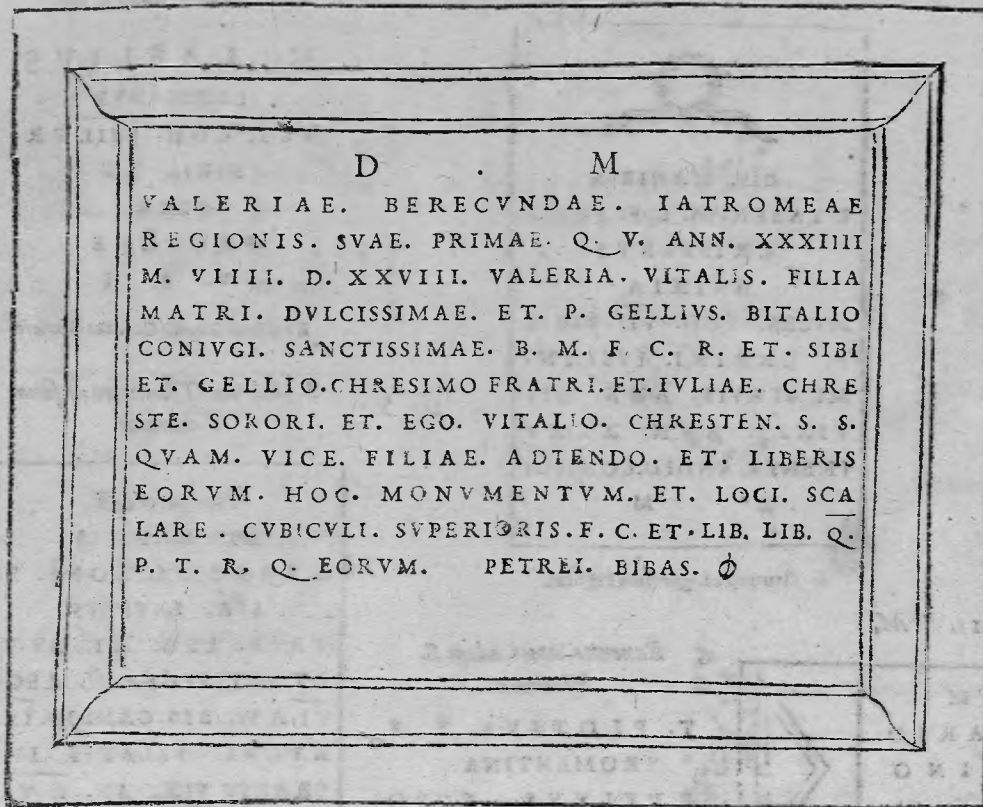 D . M
VALERIAE. BERECVNDAE. IATROMEAE
REGIONIS. SVAE. PRIMAE. Q. V. ANN. XXXIIII
M. VIIII. D. XXVIII. VALERIA. VITALIS. FILIA
MATRI. DVLCISSIMAE. ET. P. GELLIVS. BITALIO
CONIVGI. SANCTISSIMAE. B. M. F. C. R. ET. SIBI
ET. GELLIO. CHRESIMO FRATRI. ET. IVLIAE. CHRE
STE. SORORI. ET. EGO. VITALIO. CHRESTEN. S. S.
QVAM. VICE. FILIAE. ADTENDO. ET. LIBERIS
EORVM. HOC. MONVMENTVM. ET. LOCI. SCA
LARE . CVBICVLI. SVPERIORIS. F. C. ET. LIB. LIB. Q.
P. T. R. Q. EORVM. PETREI. BIBAS.